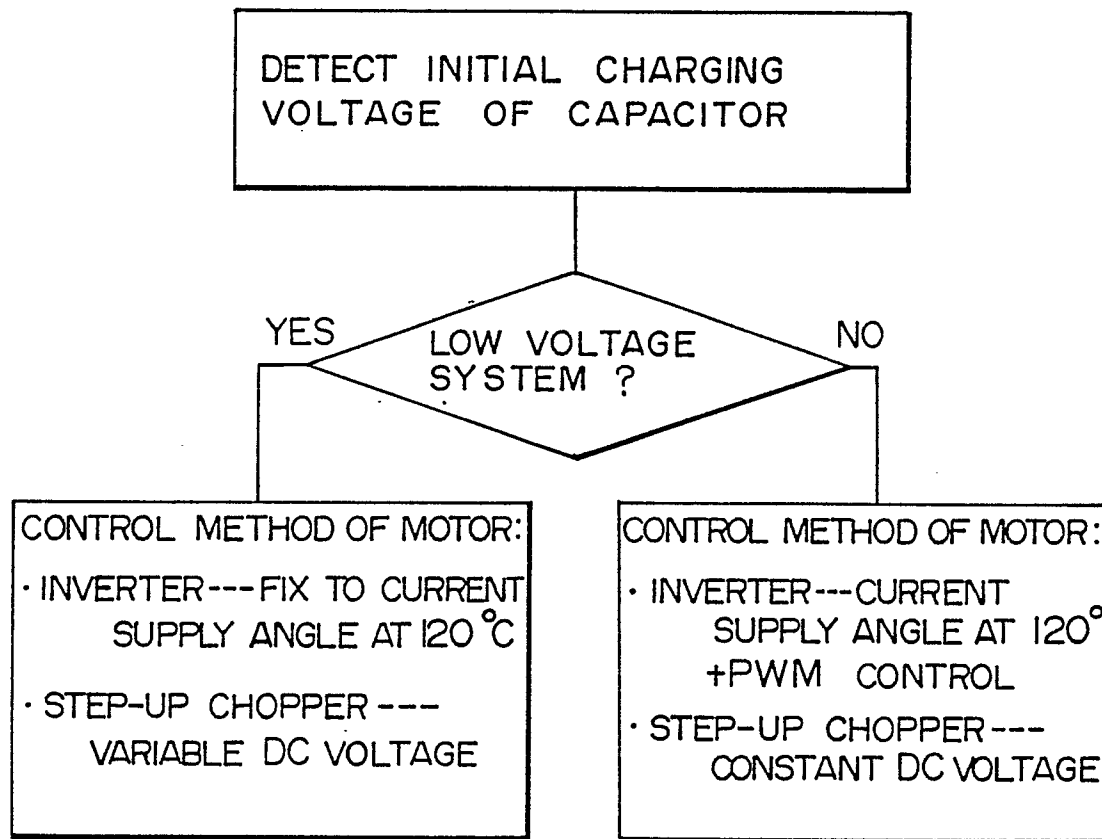 DETECT INITIAL CHARGING
VOLTAGE OF CAPACITOR
YES
LOW VOLTAGE
SYSTEM ?
NO
CONTROL METHOD OF MOTOR:
· INVERTER---FIX TO CURRENT
SUPPLY ANGLE AT 120°C
· STEP-UP CHOPPER---
VARIABLE DC VOLTAGE
CONTROL METHOD OF MOTOR:
· INVERTER---CURRENT
SUPPLY ANGLE AT 120°
+PWM CONTROL
· STEP-UP CHOPPER---
CONSTANT DC VOLTAGE